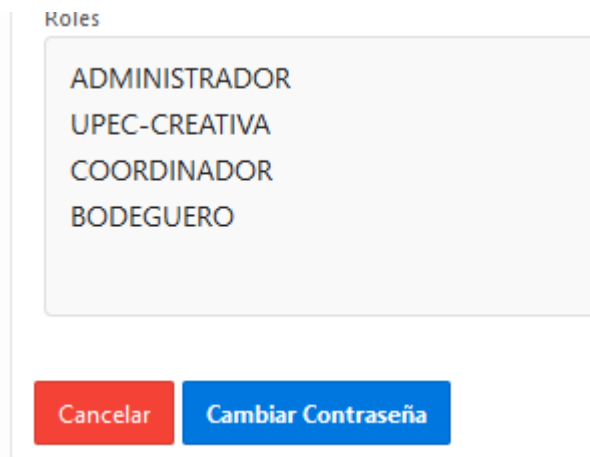 Roles
ADMINISTRADOR
UPEC-CREATIVA
COORDINADOR
BODEGUERO
Cancelar
Cambiar Contraseña